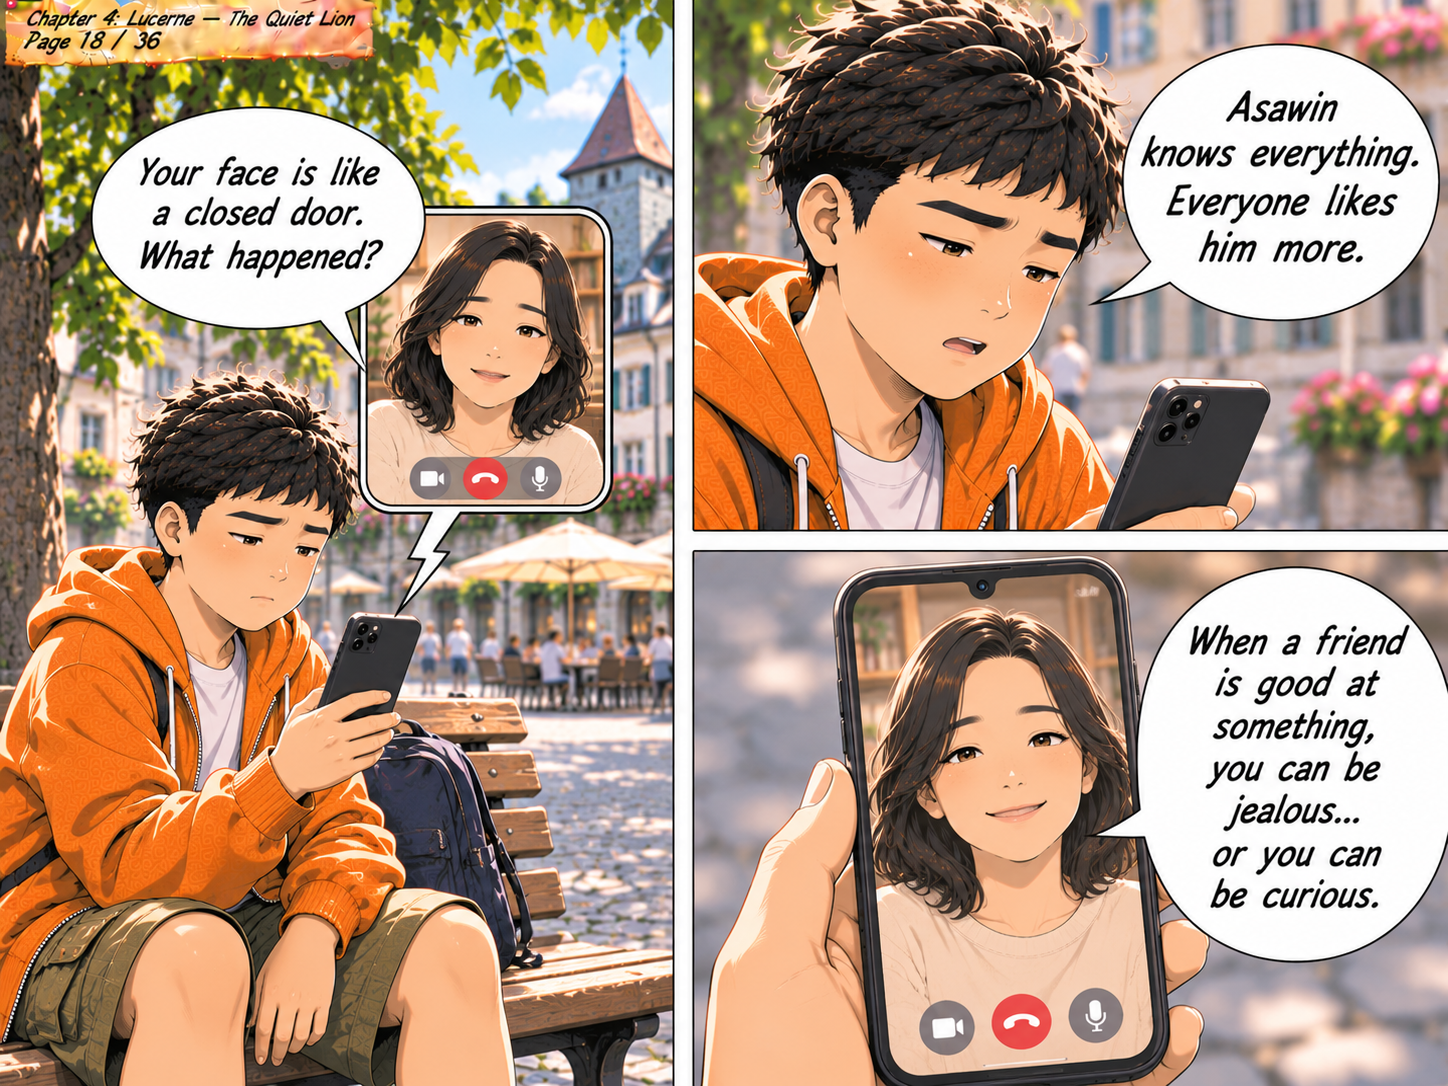 Chapter 4: Lucerne — The Quiet Lion
Page 18 / 36
Your face is like
a closed door.
What happened?
Asawin
knows everything.
Everyone likes
him more.
When a friend
is good at
something,
you can be
jealous...
or you can
be curious.